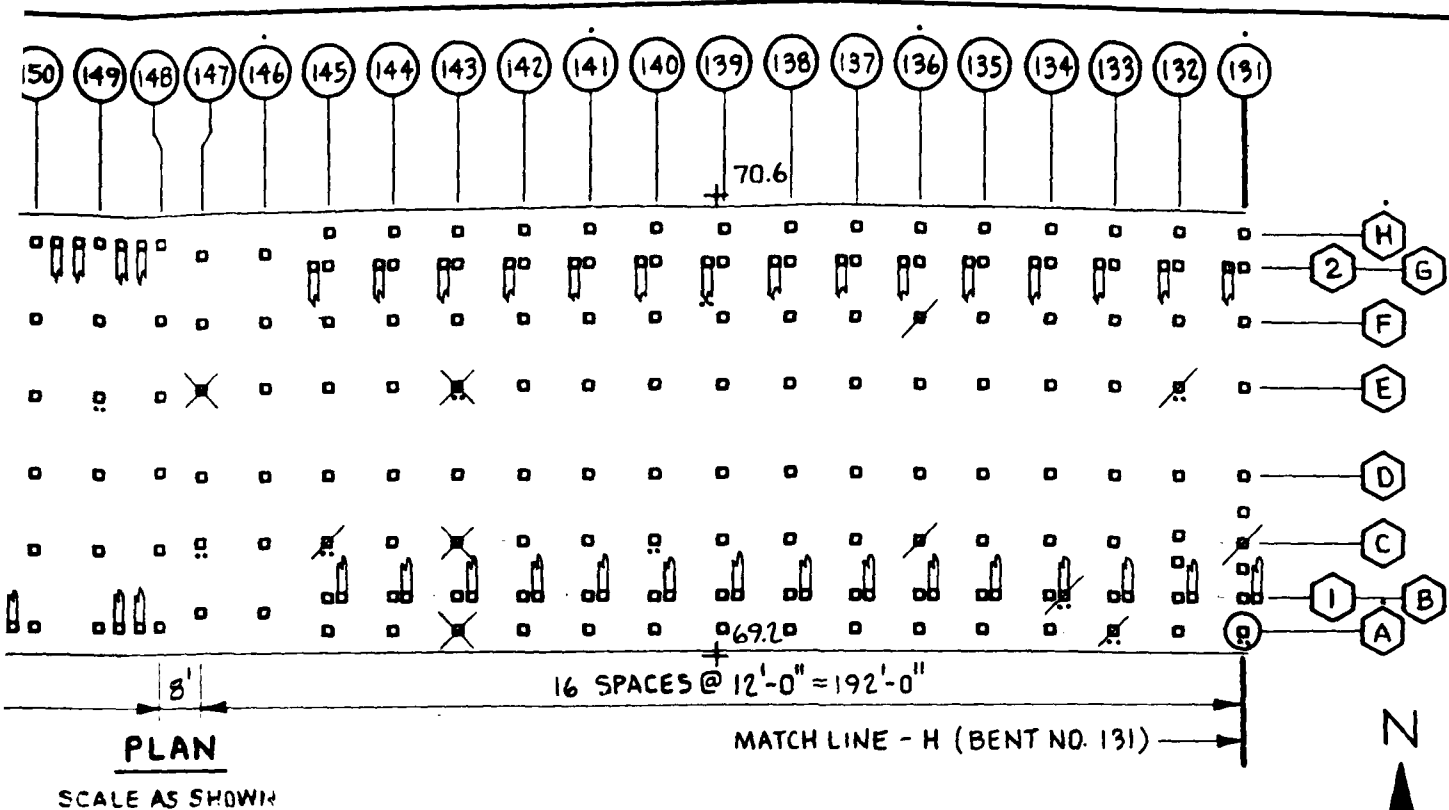 150 149 148 147 146 145 144 143 142 141 140 139 138 137 136 135 134 133 132 131
70.6
H
2 G
F
E
D
C
1 B
A
69.2
8'
16 SPACES @ 12'-0" = 192'-0"
PLAN
MATCH LINE - H (BENT NO. 131)
N
SCALE AS SHOWN